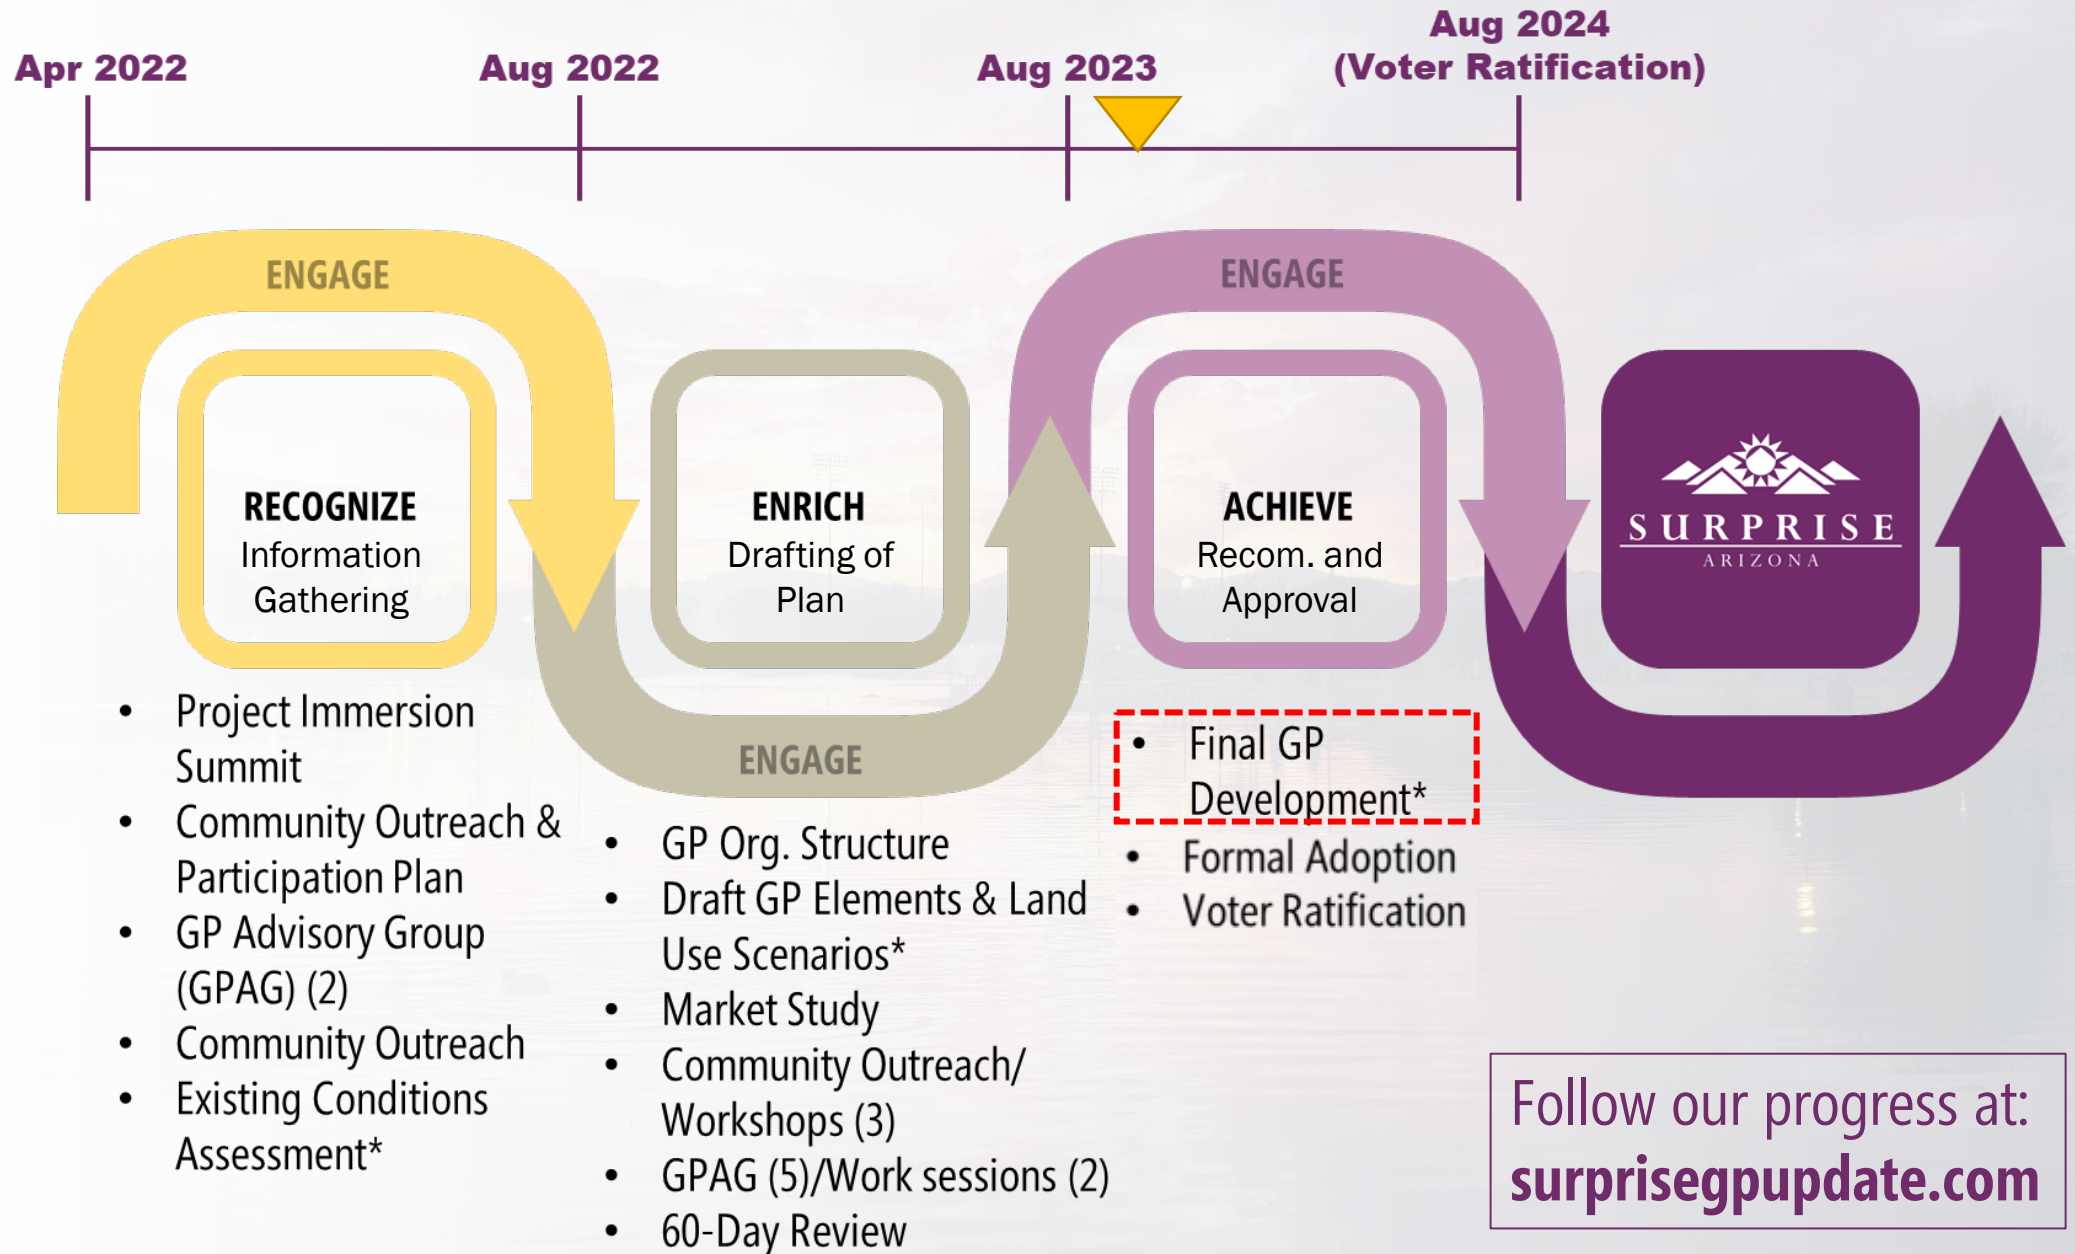 Apr 2022
Aug 2022
Aug 2023
Aug 2024
(Voter Ratification)
ENGAGE
ENGAGE
RECOGNIZE
Information
Gathering
ENRICH
Drafting of
Plan
ACHIEVE
Recom. and
Approval
SURPRISE
ARIZONA
ENGAGE
• Project Immersion
Summit
• Community Outreach &
Participation Plan
• GP Advisory Group
(GPAG) (2)
• Community Outreach
• Existing Conditions
Assessment*
• GP Org. Structure
• Draft GP Elements & Land
Use Scenarios*
• Market Study
• Community Outreach/
Workshops (3)
• GPAG (5)/Work sessions (2)
• 60-Day Review
• Final GP
Development*
• Formal Adoption
• Voter Ratification
Follow our progress at:
surprisegpupdate.com